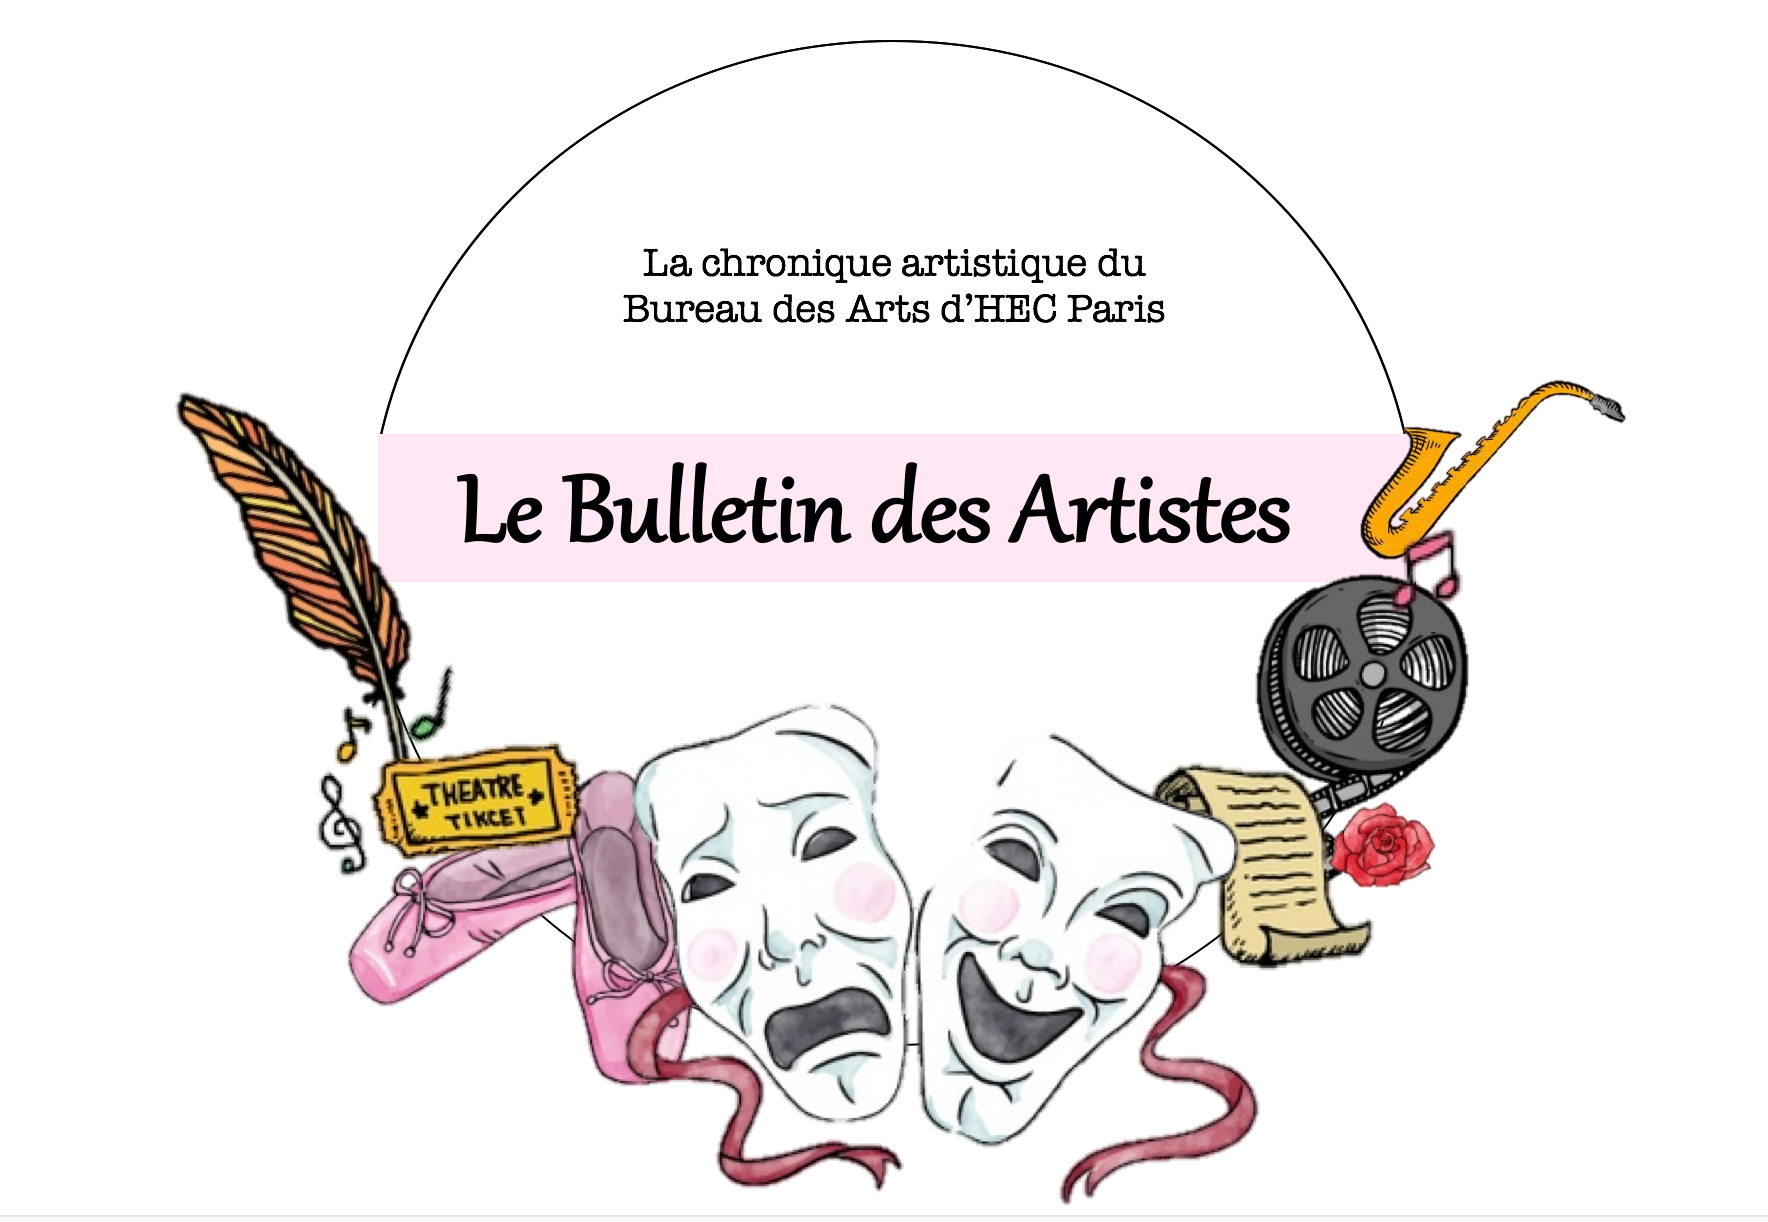 La chronique artistique du
Bureau des Arts d’HEC Paris
Le Bulletin des Artistes
THEATRE
TIKCET